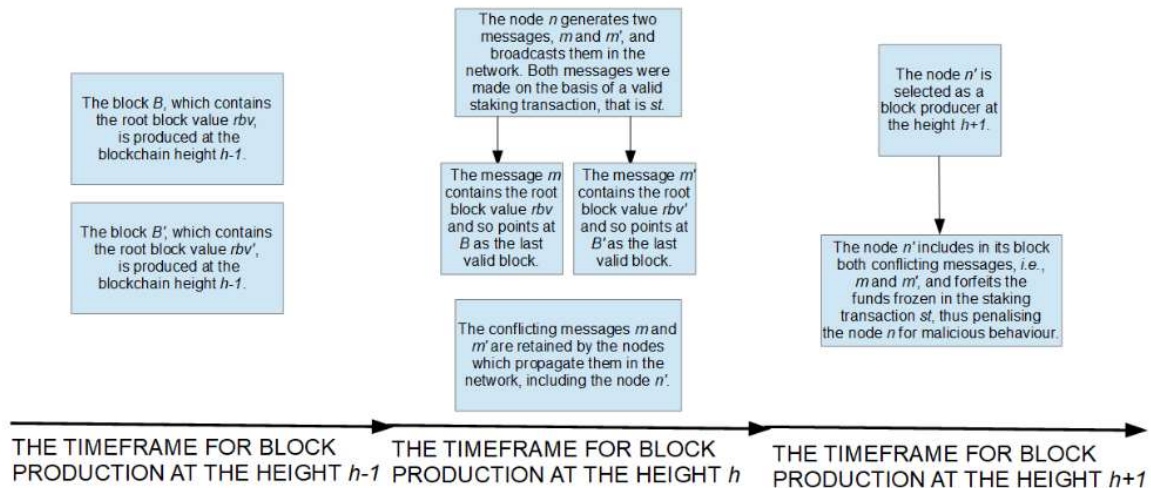 The block B, which contains
the root block value rbv,
is produced at the
blockchain height h-1.
The block B', which contains
the root block value rbv',
is produced at the
blockchain height h-1.
The node n generates two
messages, m and m', and
broadcasts them in the
network. Both messages were
made on the basis of a valid
staking transaction, that is st.
The message m
contains the root
block value rbv
and so points at
B as the last
valid block.
The message m'
contains the root
block value rbv'
and so points at
B' as the last
valid block.
The conflicting messages m and
m' are retained by the nodes
which propagate them in the
network, including the node n'.
The node n' is
selected as a
block producer at
the height h+1.
The node n' includes in its block
both conflicting messages, i.e.,
m and m', and forfeits the
funds frozen in the staking
transaction st, thus penalising
the node n for malicious behaviour.
THE TIMEFRAME FOR BLOCK
PRODUCTION AT THE HEIGHT h-1
THE TIMEFRAME FOR BLOCK
PRODUCTION AT THE HEIGHT h
THE TIMEFRAME FOR BLOCK
PRODUCTION AT THE HEIGHT h+1